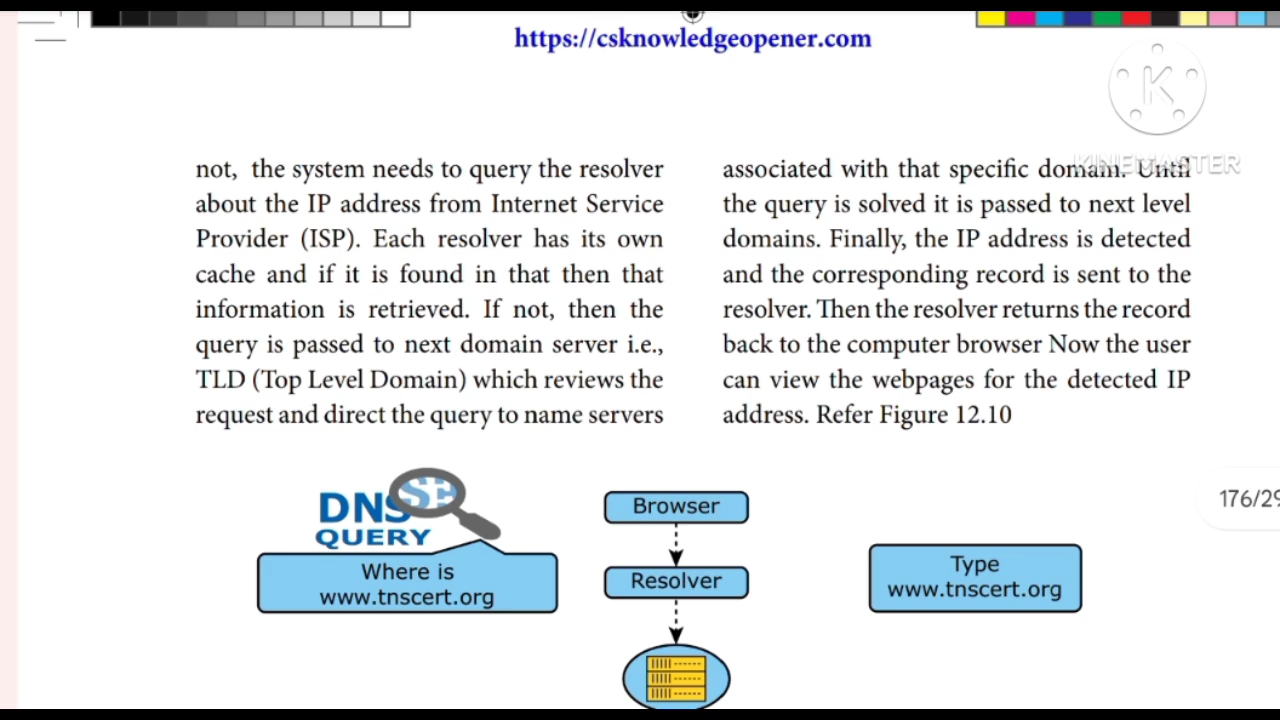 https://csknowledgeopener.com
K
KINEMASTER
not, the system needs to query the resolver
about the IP address from Internet Service
Provider (ISP). Each resolver has its own
cache and if it is found in that then that
information is retrieved. If not, then the
query is passed to next domain server i.e.,
TLD (Top Level Domain) which reviews the
request and direct the query to name servers
associated with that specific domain. Until
the query is solved it is passed to next level
domains. Finally, the IP address is detected
and the corresponding record is sent to the
resolver. Then the resolver returns the record
back to the computer browser Now the user
can view the webpages for the detected IP
address. Refer Figure 12.10
176/29
DNS SE
QUERY
Where is
www.tnscert.org
Browser
Resolver
Type
www.tnscert.org